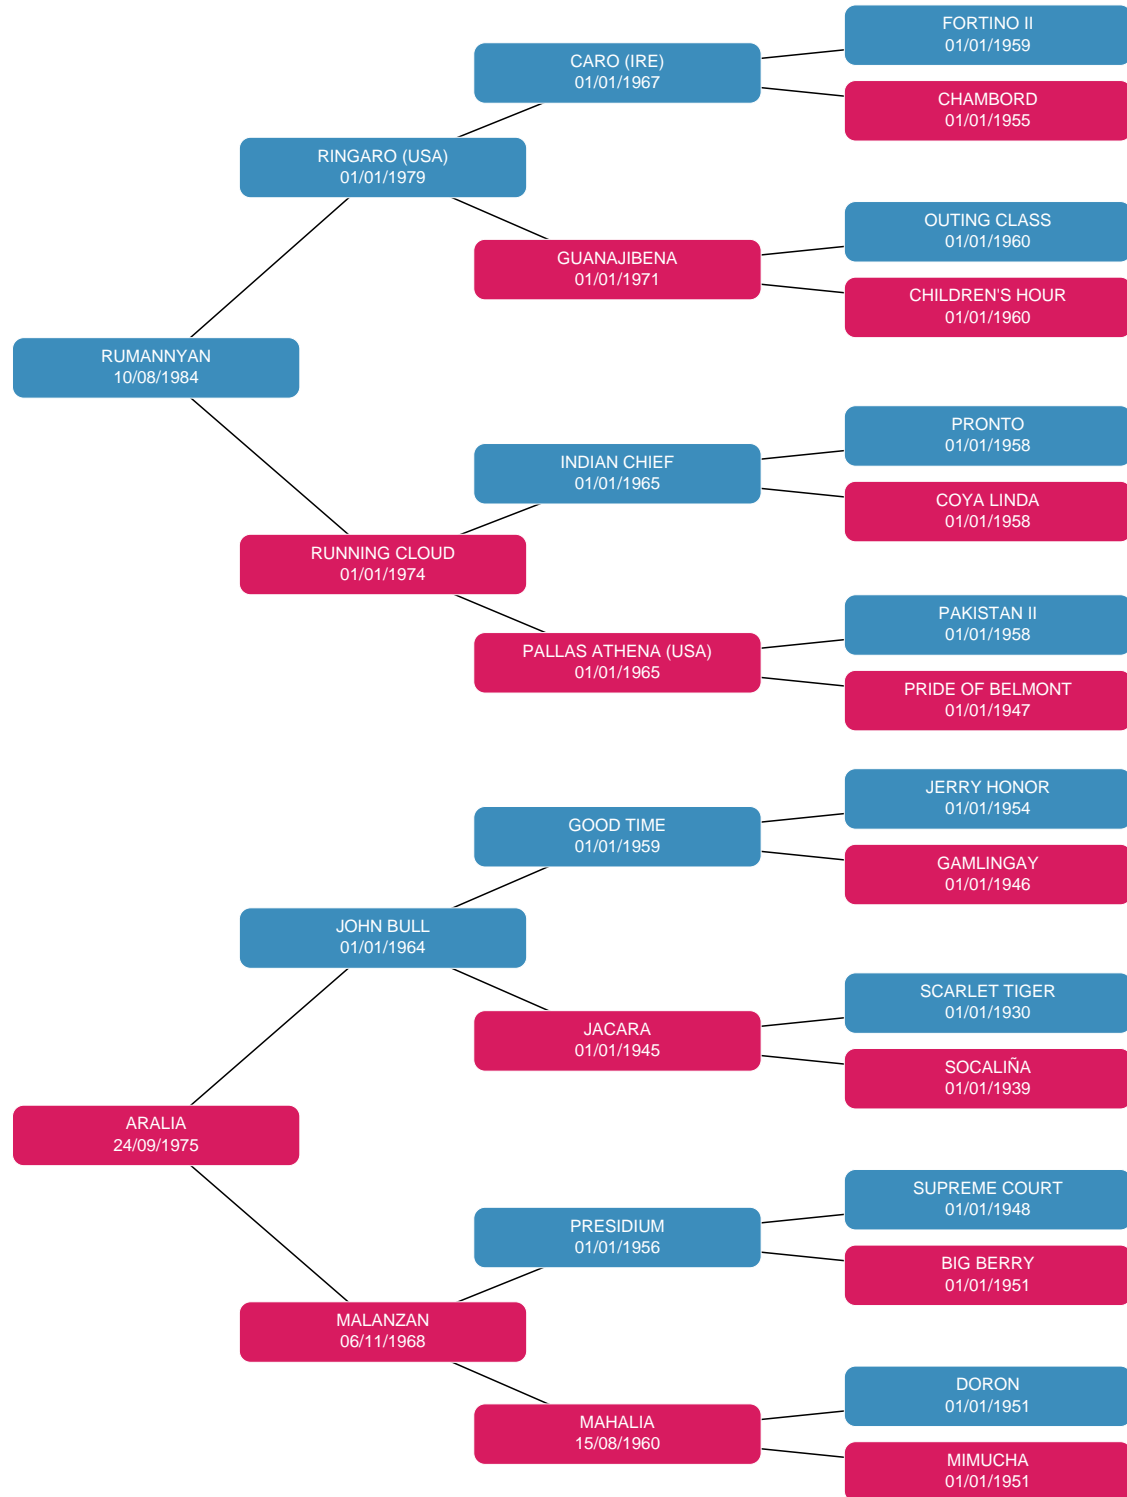 FORTINO II
01/01/1959
CARO (IRE)
01/01/1967
CHAMBORD
01/01/1955
RINGARO (USA)
01/01/1979
OUTING CLASS
01/01/1960
GUANAJIBENA
01/01/1971
CHILDREN'S HOUR
01/01/1960
RUMANNYAN
10/08/1984
PRONTO
01/01/1958
INDIAN CHIEF
01/01/1965
COYA LINDA
01/01/1958
RUNNING CLOUD
01/01/1974
PAKISTAN II
01/01/1958
PALLAS ATHENA (USA)
01/01/1965
PRIDE OF BELMONT
01/01/1947
JERRY HONOR
01/01/1954
GOOD TIME
01/01/1959
GAMLINGAY
01/01/1946
JOHN BULL
01/01/1964
SCARLET TIGER
01/01/1930
JACARA
01/01/1945
SOCALIÑA
01/01/1939
ARALIA
24/09/1975
SUPREME COURT
01/01/1948
PRESIDIUM
01/01/1956
BIG BERRY
01/01/1951
MALANZAN
06/11/1968
DORON
01/01/1951
MAHALIA
15/08/1960
MIMUCHA
01/01/1951